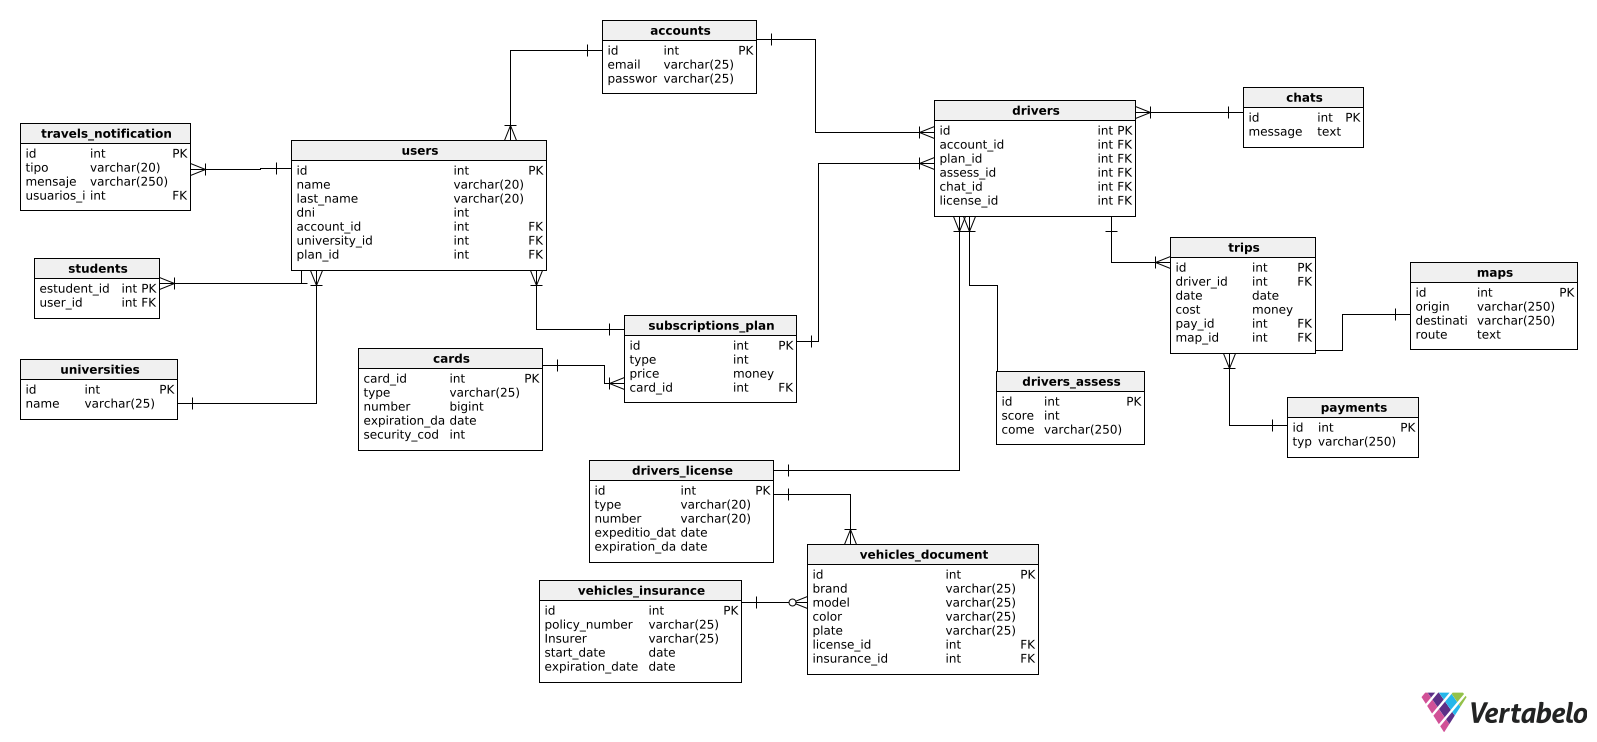 accounts
id int PK
email varchar(25)
passwor varchar(25)
drivers
id int PK
account_id int FK
plan_id int FK
assess_id int FK
chat_id int FK
license_id int FK
chats
id int PK
message text
travels_notification
id int PK
tipo varchar(20)
mensaje varchar(250)
usuarios_i int FK
users
id int PK
name varchar(20)
last_name varchar(20)
dni int
account_id int FK
university_id int FK
plan_id int FK
students
estudent_id int PK
user_id int FK
universities
id int PK
name varchar(25)
cards
card_id int PK
type varchar(25)
number bigint
expiration_da date
security_cod int
subscriptions_plan
id int PK
type int
price money
card_id int FK
trips
id int PK
driver_id int FK
date date
cost money
pay_id int FK
map_id int FK
maps
id int PK
origin varchar(250)
destinati varchar(250)
route text
drivers_assess
id int PK
score int
come varchar(250)
payments
id int PK
typ varchar(250)
drivers_license
id int PK
type varchar(20)
number varchar(20)
expeditio_dat date
expiration_da date
vehicles_document
id int PK
brand varchar(25)
model varchar(25)
color varchar(25)
plate varchar(25)
license_id int FK
insurance_id int FK
vehicles_insurance
id int PK
policy_number varchar(25)
Insurer varchar(25)
start_date date
expiration_date date
Vertabelo